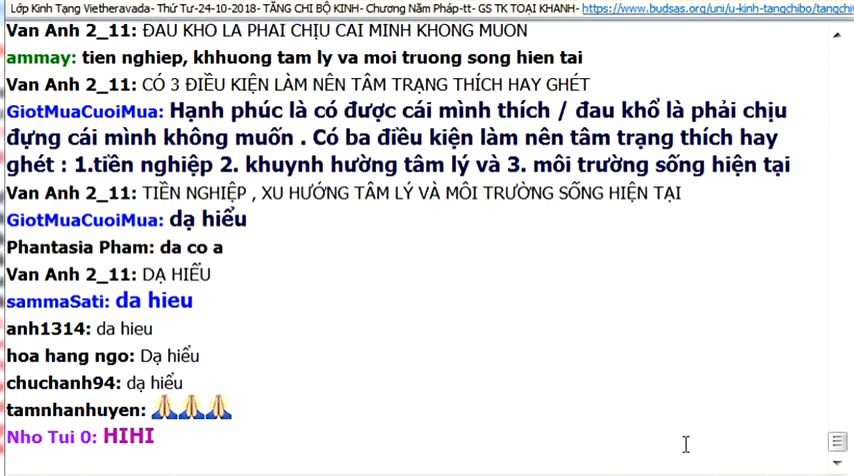 Lớp Kinh Tạng Vietheravada- Thứ Tư-24-10-2018- TĂNG CHI BỘ KINH- Chương Năm Pháp-tt- GS TK TOẠI KHANH- https://www.budsas.org/uni/u-kinh-tangchibo/tangchi
Van Anh 2_11: ĐAU KHỔ LÀ PHẢI CHỊU CÁI MÌNH KHÔNG MUỐN
ammay: tien nghiep, khhuong tam ly va moi truong song hien tai
Van Anh 2_11: CÓ 3 ĐIỀU KIỆN LÀM NÊN TÂM TRẠNG THÍCH HAY GHÉT
GiotMuaCuoiMua: Hạnh phúc là có được cái mình thích / đau khổ là phải chịu
đựng cái mình không muốn . Có ba điều kiện làm nên tâm trạng thích hay
ghét : 1.tiền nghiệp 2. khuynh hường tâm lý và 3. môi trường sống hiện tại
Van Anh 2_11: TIỀN NGHIỆP , XU HƯỚNG TÂM LÝ VÀ MÔI TRƯỜNG SỐNG HIỆN TẠI
GiotMuaCuoiMua: dạ hiểu
Phantasia Pham: da co a
Van Anh 2_11: DẠ HIỂU
sammaSati: da hieu
anh1314: da hieu
hoa hang ngo: Dạ hiểu
chuchanh94: dạ hiểu
tamnhanhuyen: 🙏🙏🙏
Nho Tui 0: HIHI